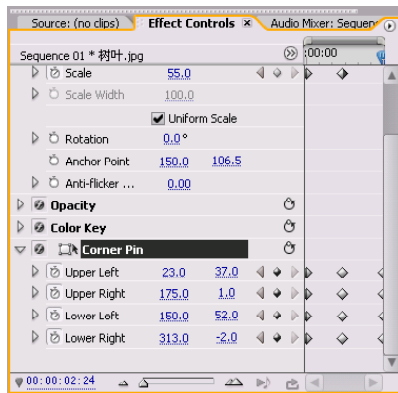 Source: (no clips) Effect Controls × Audio Mixer: Sequen
Sequence 01 * 树叶.jpg :00:00
Scale 55.0
Scale Width 100.0
Uniform Scale
Rotation 0.0°
Anchor Point 150.0 106.5
Anti-flicker ... 0.00
Opacity
Color Key
Corner Pin
Upper Left 23.0 37.0
Upper Right 175.0 1.0
Lower Left 150.0 52.0
Lower Right 313.0 -2.0
00:00:02:24